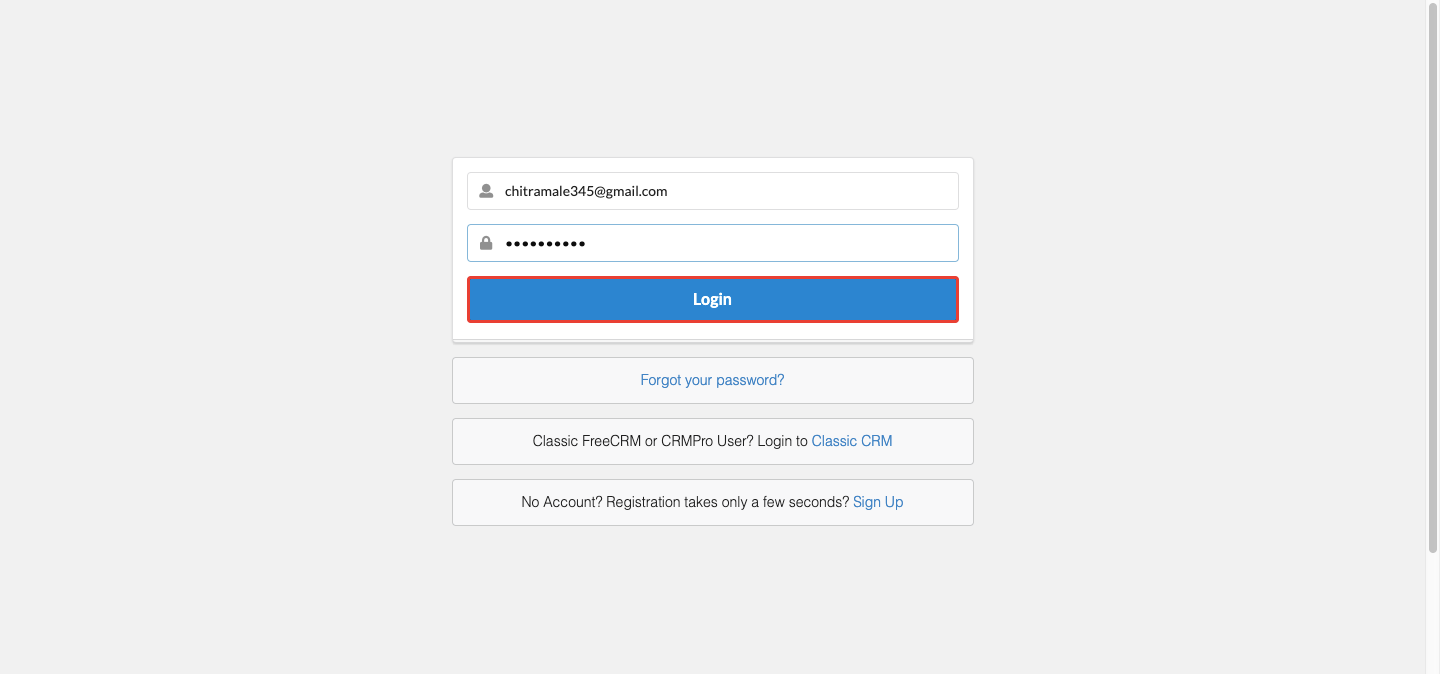 chitramale345@gmail.com
••••••••••
Login
Forgot your password?
Classic FreeCRM or CRMPro User? Login to Classic CRM
No Account? Registration takes only a few seconds? Sign Up